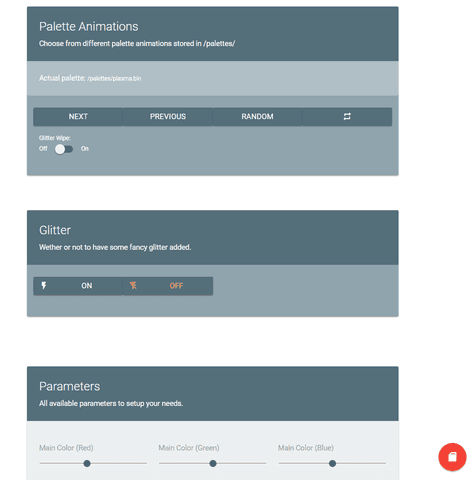 Palette Animations
Choose from different palette animations stored in /palettes/
Actual palette: /palettes/plasma.bin
NEXT PREVIOUS RANDOM
Glitter Wipe:
Off On
Glitter
Wether or not to have some fancy glitter added.
ON OFF
Parameters
All available parameters to setup your needs.
Main Color (Red) Main Color (Green) Main Color (Blue)